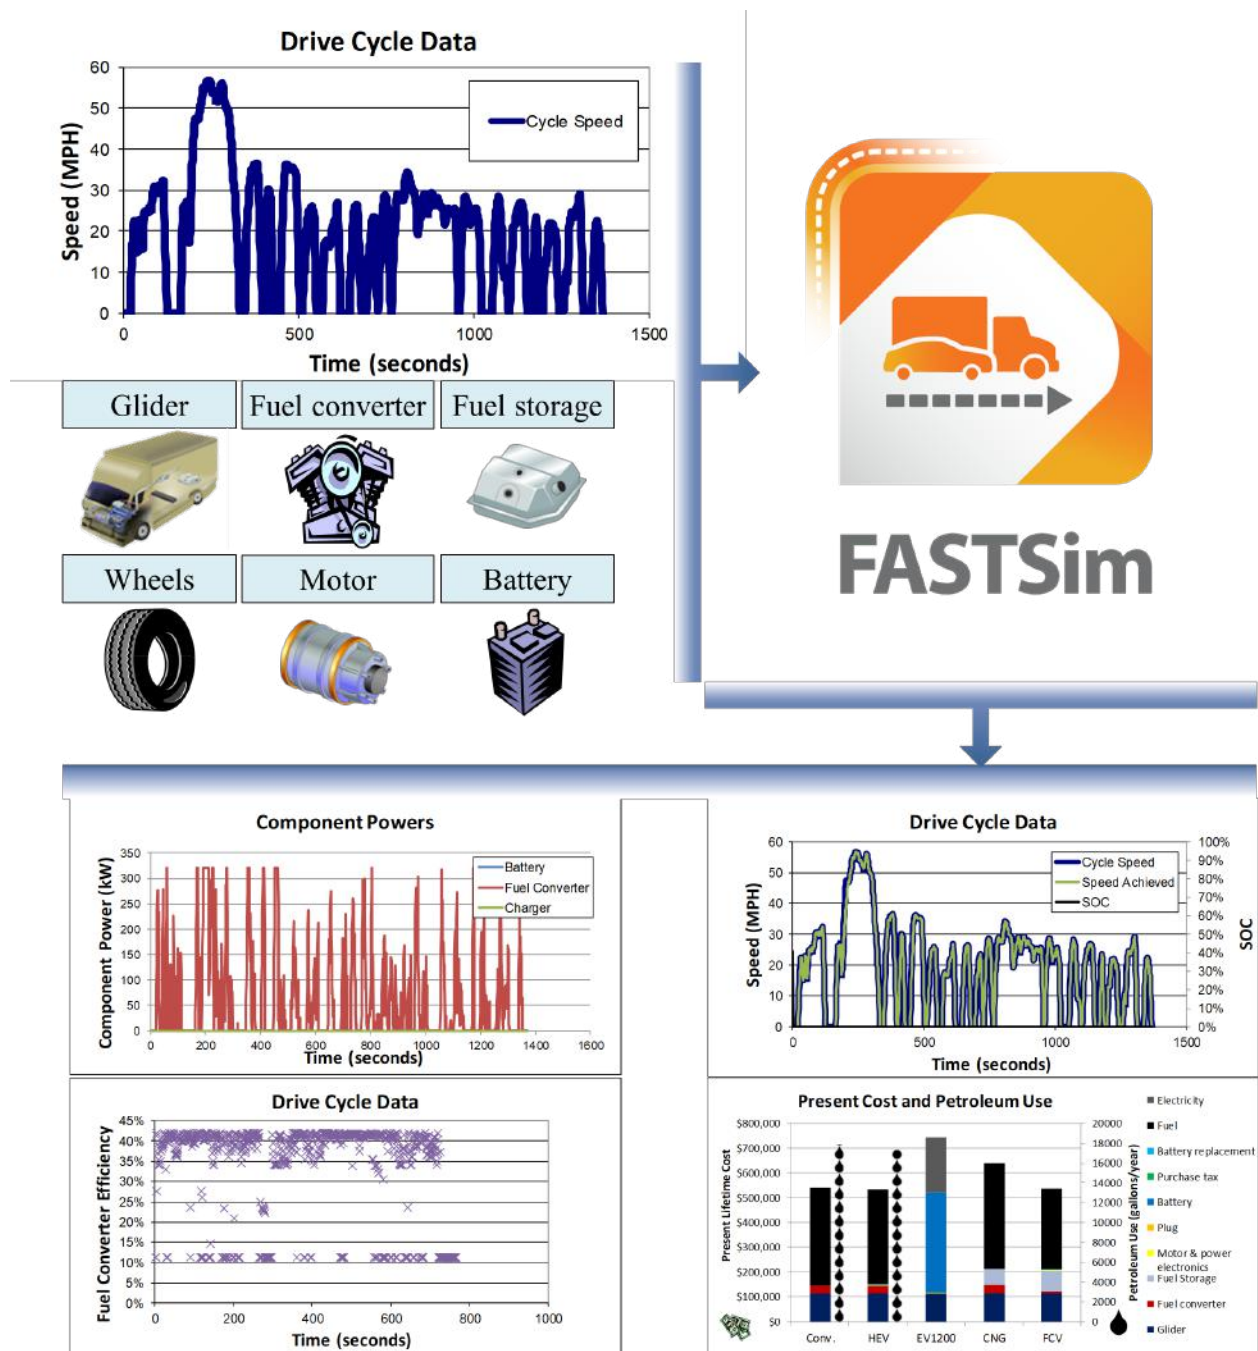 Drive Cycle Data
60
50
40
30
20
10
0
Speed (MPH)
Cycle Speed
0 500 1000 1500
Time (seconds)
Glider Fuel converter Fuel storage
Wheels Motor Battery
FASTSim
Component Powers
350
300
250
200
150
100
50
0
Component Power (kW)
Battery
Fuel Converter
Charger
0 200 400 600 800 1000 1200 1400 1600
Time (seconds)
Drive Cycle Data
60
50
40
30
20
10
0
Speed (MPH)
Cycle Speed
Speed Achieved
SOC
100%
90%
80%
70%
60%
50%
40%
30%
20%
10%
0%
SOC
0 500 1000 1500
Time (seconds)
Drive Cycle Data
45%
40%
35%
30%
25%
20%
15%
10%
5%
0%
Fuel Converter Efficiency
0 200 400 600 800 1000
Time (seconds)
Present Cost and Petroleum Use
$800,000
$700,000
$600,000
$500,000
$400,000
$300,000
$200,000
$100,000
$0
Present Lifetime Cost
20000
18000
16000
14000
12000
10000
8000
6000
4000
2000
0
Petroleum Use (gallons/year)
Conv. HEV EV1200 CNG FCV
Electricity
Fuel
Battery replacement
Purchase tax
Battery
Plug
Motor & power
electronics
Fuel Storage
Fuel converter
Glider